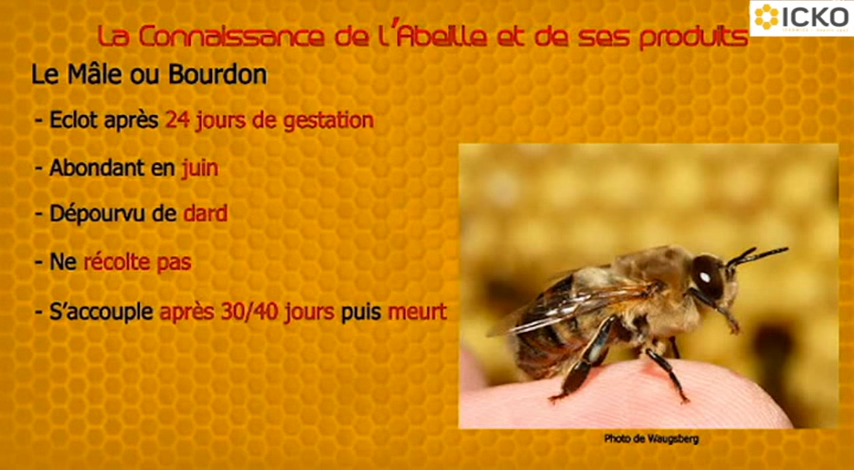 La Connaissance de l'Abeille et de ses produits
ICKO
Le Mâle ou Bourdon
- Eclot après 24 jours de gestation
- Abondant en juin
- Dépourvu de dard
- Ne récolte pas
- S'accouple après 30/40 jours puis meurt
Photo de Waugsberg